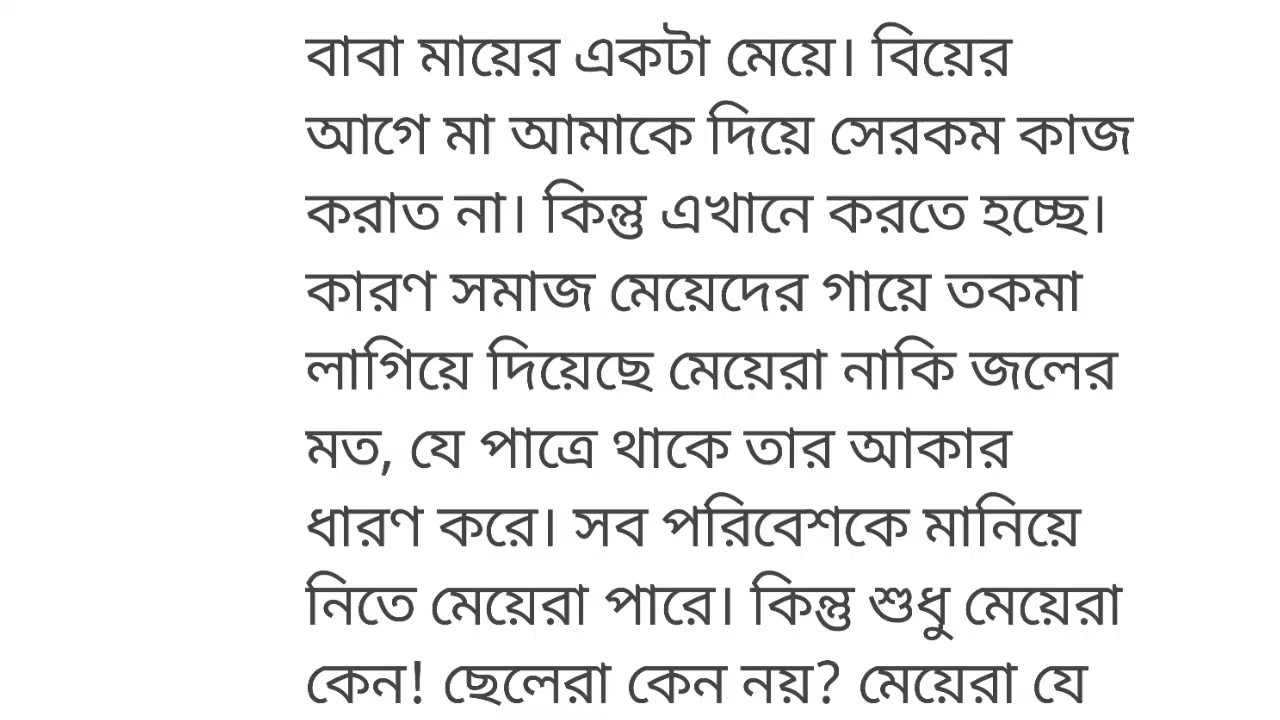 বাবা মায়ের একটা মেয়ে। বিয়ের
আগে মা আমাকে দিয়ে সেরকম কাজ
করাত না। কিন্তু এখানে করতে হচ্ছে।
কারণ সমাজ মেয়েদের গায়ে তকমা
লাগিয়ে দিয়েছে মেয়েরা নাকি জলের
মত, যে পাত্রে থাকে তার আকার
ধারণ করে। সব পরিবেশকে মানিয়ে
নিতে মেয়েরা পারে। কিন্তু শুধু মেয়েরা
কেন! ছেলেরা কেন নয়? মেয়েরা যে